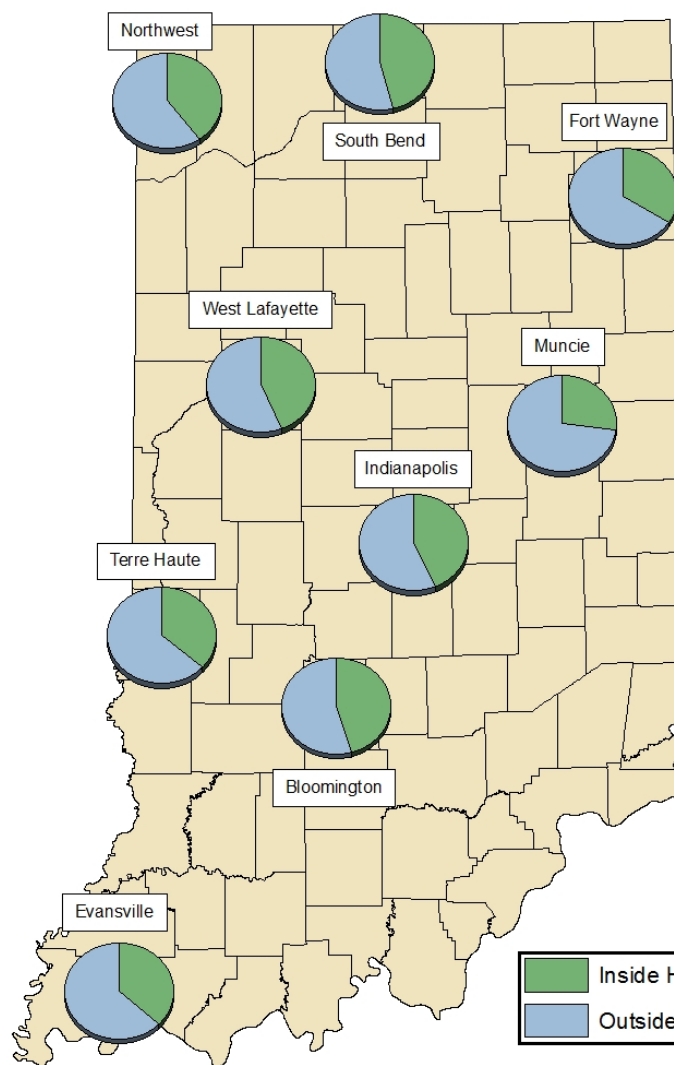 Northwest
South Bend
Fort Wayne
West Lafayette
Muncie
Indianapolis
Terre Haute
Bloomington
Evansville
Inside H
Outside